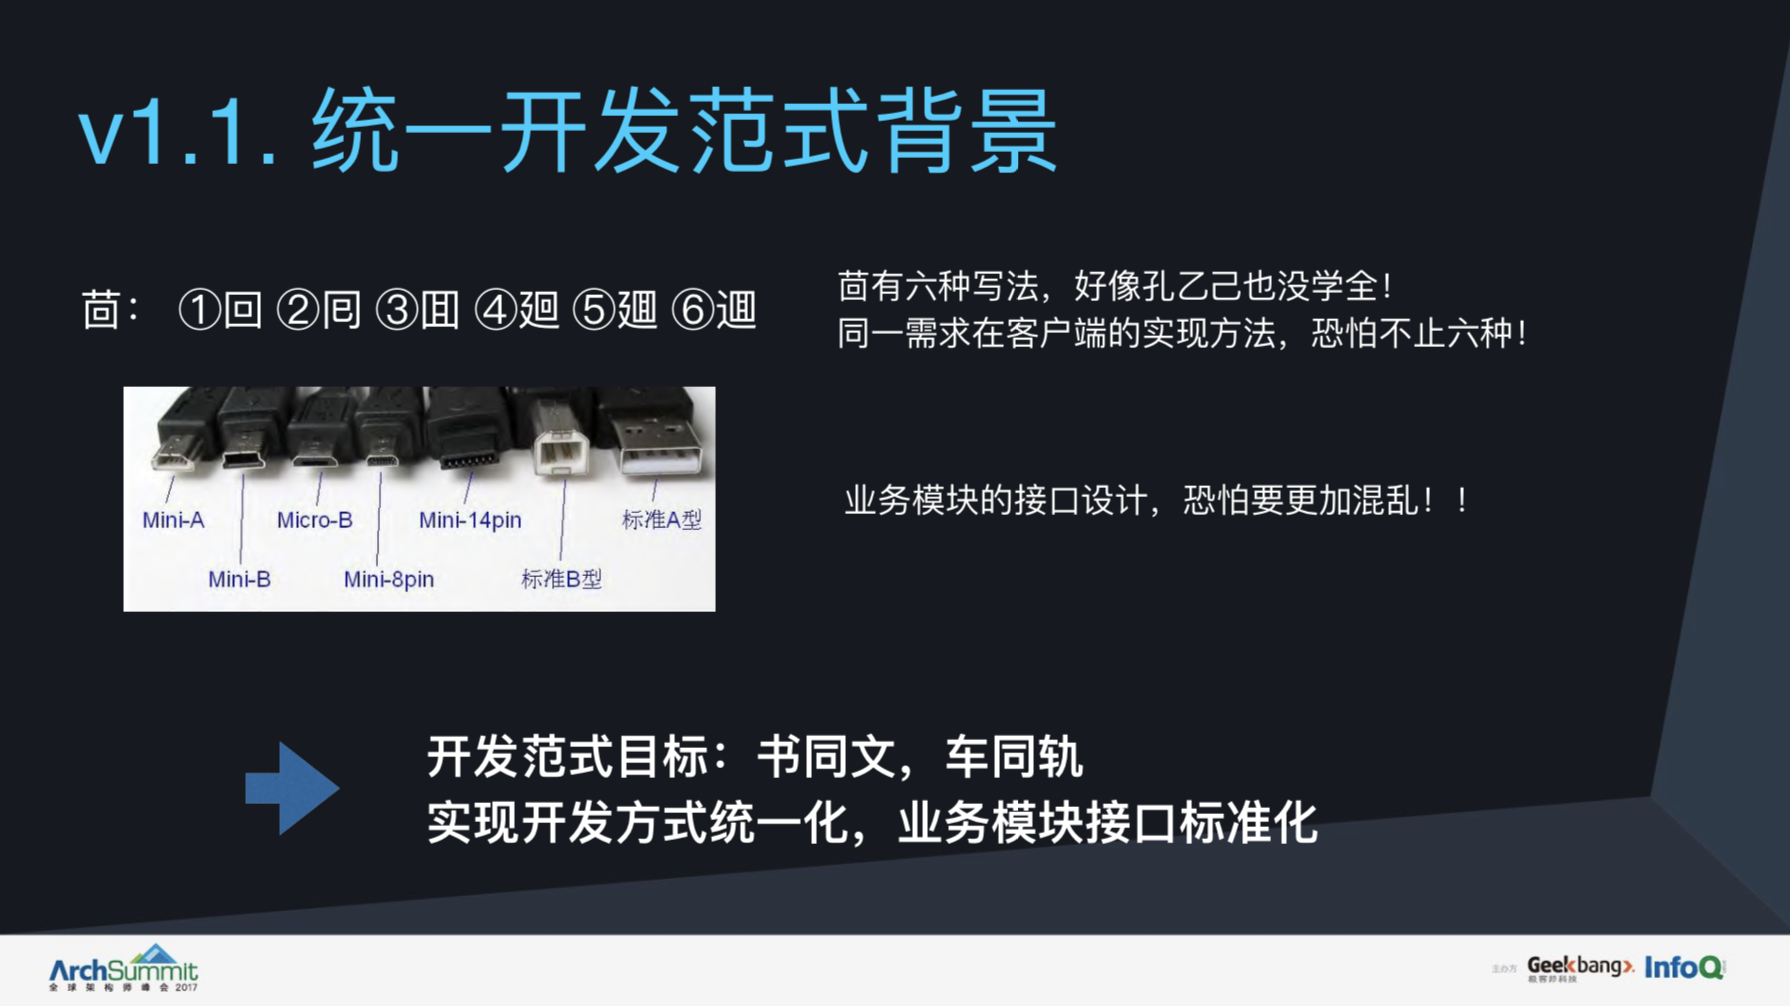 v1.1. 统一开发范式背景
茴： ①回 ②囘 ③囬 ④廻 ⑤𢌞 ⑥逥
茴有六种写法，好像孔乙己也没学全！
同一需求在客户端的实现方法，恐怕不止六种！
Mini-A
Micro-B
Mini-14pin
标准A型
Mini-B
Mini-8pin
标准B型
业务模块的接口设计，恐怕要更加混乱！！
开发范式目标：书同文，车同轨
实现开发方式统一化，业务模块接口标准化
ArchSummit
全球架构师峰会 2017
主办方
Geekbang>.
极客邦科技
InfoQ